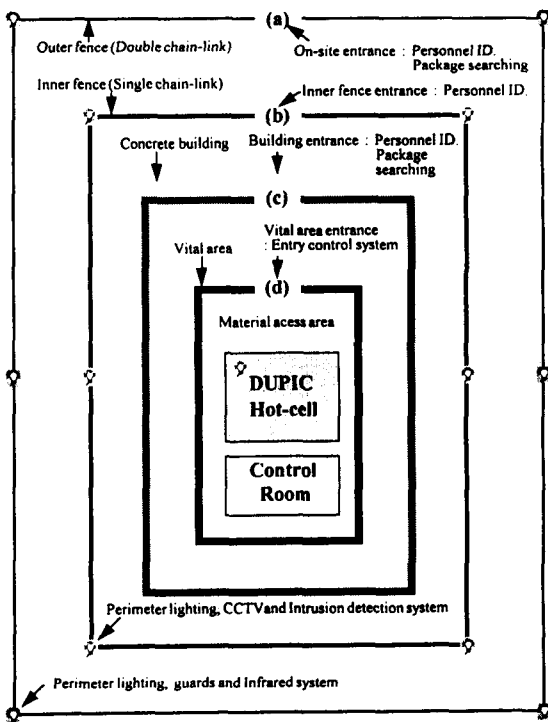 (a)
Outer fence (Double chain-link)
On-site entrance : Personnel ID.
Package searching
Inner fence (Single chain-link)
Inner fence entrance : Personnel ID.
(b)
Concrete building
Building entrance : Personnel ID.
Package
searching
(c)
Vital area entrance
: Entry control system
Vital area
(d)
Material acess area
DUPIC
Hot-cell
Control
Room
Perimeter lighting, CCTV and Intrusion detection system
Perimeter lighting, guards and Infrared system